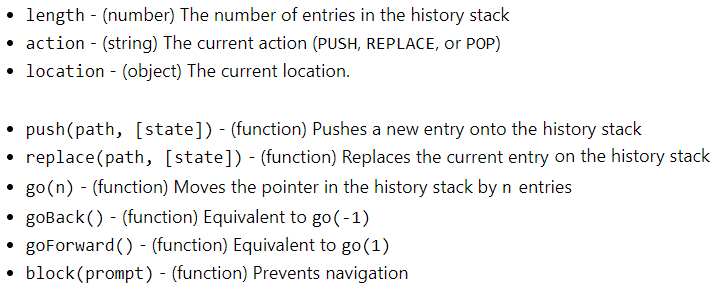 • length - (number) The number of entries in the history stack
• action - (string) The current action (PUSH, REPLACE, or POP)
• location - (object) The current location.
• push(path, [state]) - (function) Pushes a new entry onto the history stack
• replace(path, [state]) - (function) Replaces the current entry on the history stack
• go(n) - (function) Moves the pointer in the history stack by n entries
• goBack() - (function) Equivalent to go(-1)
• goForward() - (function) Equivalent to go(1)
• block(prompt) - (function) Prevents navigation